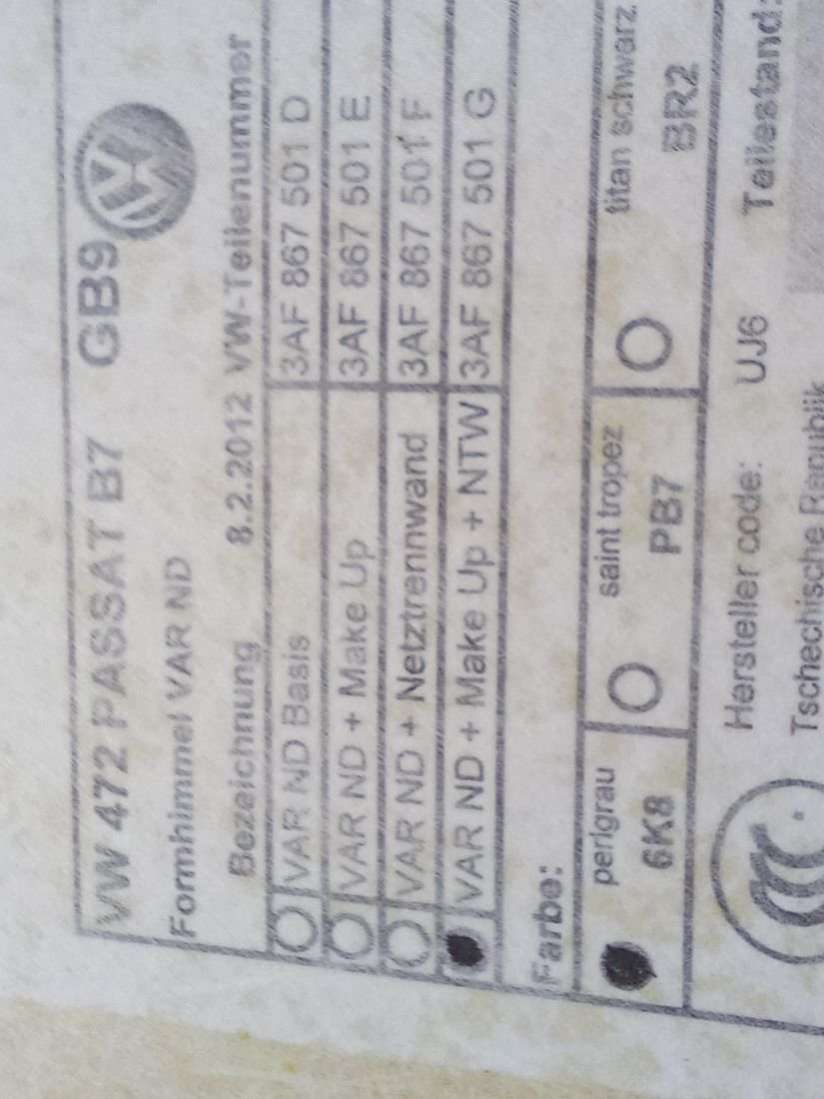 VW 472 PASSAT B7 GB9
Formhimmel VAR ND
Bezeichnung 8.2.2012 VW-Teilenummer
VAR ND Basis 3AF 867 501 D
VAR ND + Make Up 3AF 867 501 E
VAR ND + Netztrennwand 3AF 867 501 F
VAR ND + Make Up + NTW 3AF 867 501 G
Farbe:
perlgrau saint tropez titan schwarz
6K8 PB7 BR2
Hersteller code: UJ6 Teilestand:
Tschechische Republik